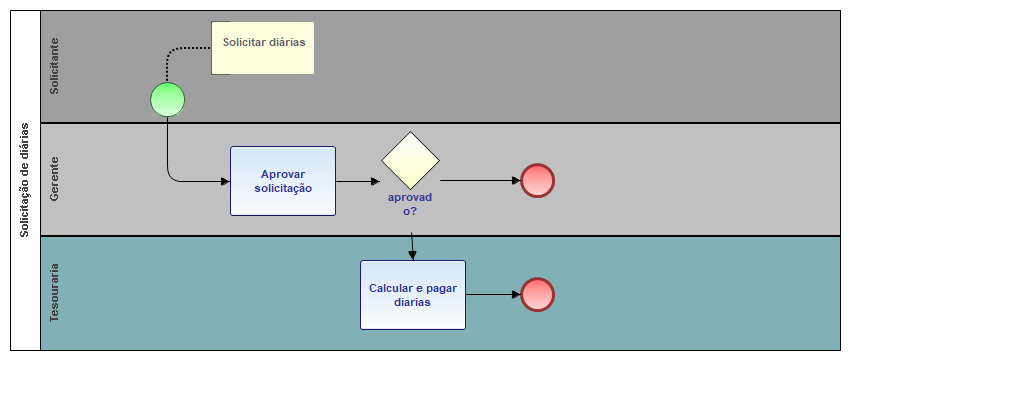 Solicitação de diárias
Solicitante
Solicitar diárias
Gerente
Aprovar
solicitação
aprovad
o?
Tesouraria
Calcular e pagar
diarias